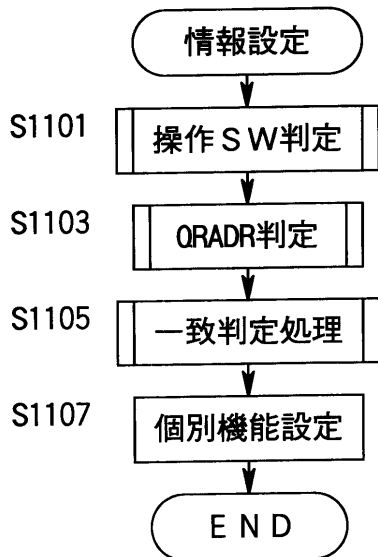 情報設定
S1101
操作SW判定
S1103
QRADR判定
S1105
一致判定処理
S1107
個別機能設定
END